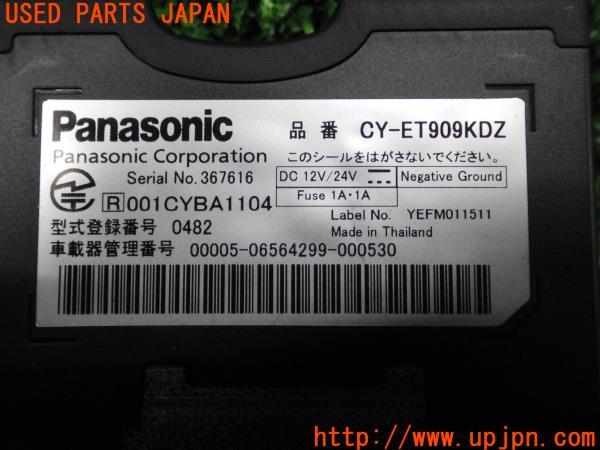 USED PARTS JAPAN
Panasonic 品番 CY-ET909KDZ
Panasonic Corporation このシールをはがさないでください。
Serial No.367616 DC 12V/24V Negative Ground
R 001CYBA1104 Fuse 1A・1A
Label No. YEFM011511
型式登録番号 0482 Made in Thailand
車載器管理番号 00005-06564299-000530
http://www.upjpn.com